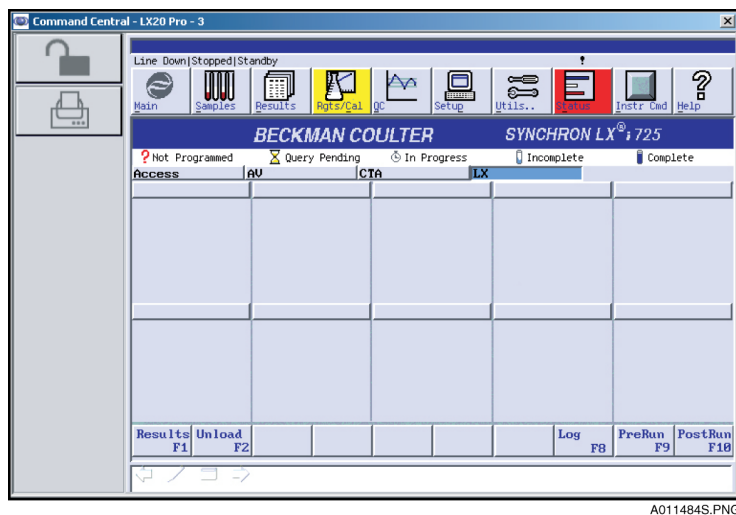 Command Central - LX20 Pro - 3
Line Down|Stopped|Standby !
Main Samples Results Rgts/Cal QC Setup Utils.. Status Instr Cmd Help
BECKMAN COULTER SYNCHRON LX®i725
? Not Programmed Query Pending In Progress Incomplete Complete
Access AV CTA LX
Results F1 Unload F2 Log F8 PreRun F9 PostRun F10
A011484S.PNG